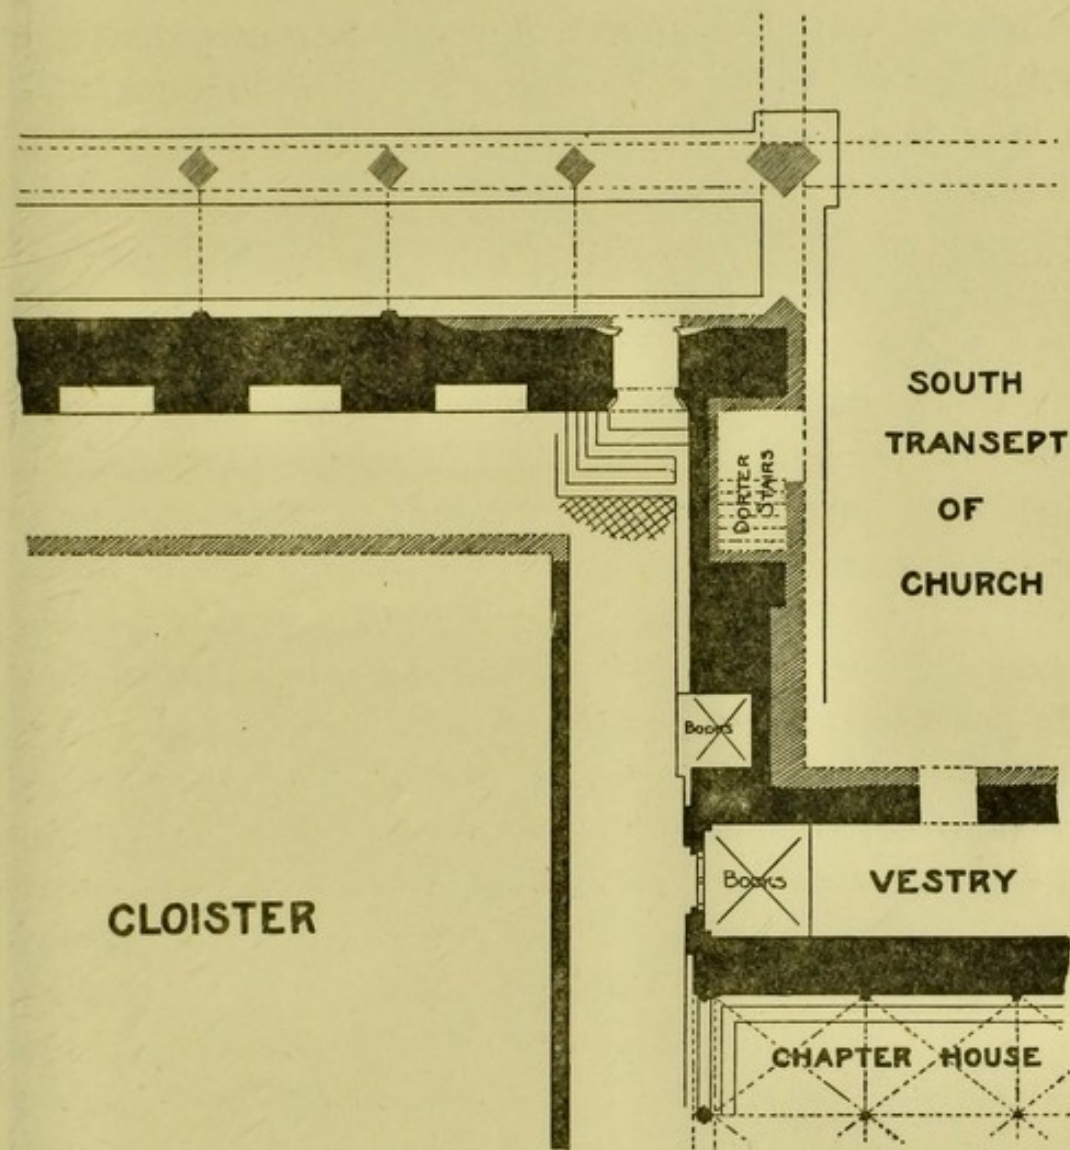 SOUTH
TRANSEPT
OF
CHURCH
DORTER
STAIRS
Books
Books
VESTRY
CLOISTER
CHAPTER HOUSE